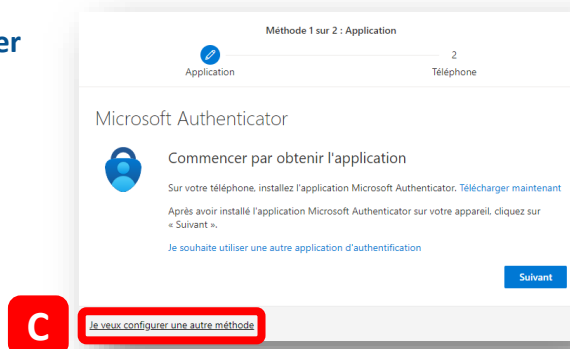 er
Méthode 1 sur 2 : Application
2
Application
Téléphone
Microsoft Authenticator
Commencer par obtenir l'application
Sur votre téléphone, installez l'application Microsoft Authenticator. Télécharger maintenant
Après avoir installé l'application Microsoft Authenticator sur votre appareil, cliquez sur
« Suivant ».
Je souhaite utiliser une autre application d'authentification
Suivant
C
Je veux configurer une autre méthode